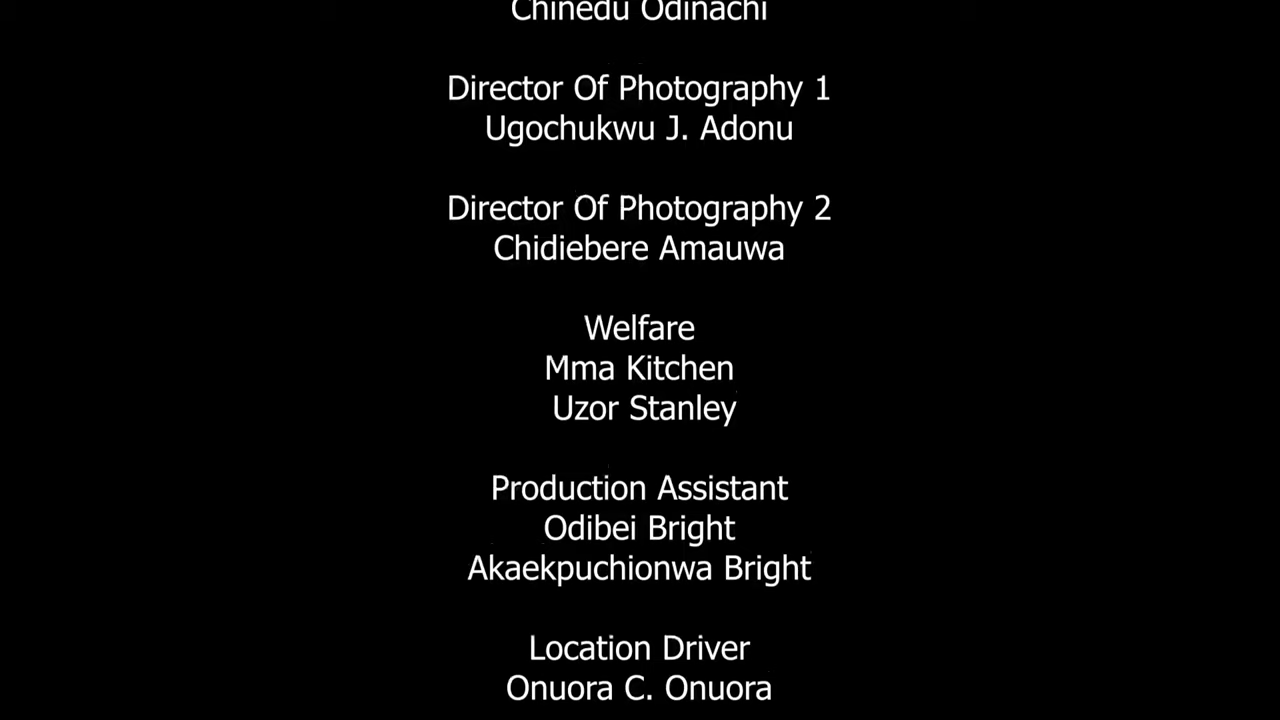 Chinedu Odinachi
Director Of Photography 1
Ugochukwu J. Adonu
Director Of Photography 2
Chidiebere Amauwa
Welfare
Mma Kitchen
Uzor Stanley
Production Assistant
Odibei Bright
Akaekpuchionwa Bright
Location Driver
Onuora C. Onuora